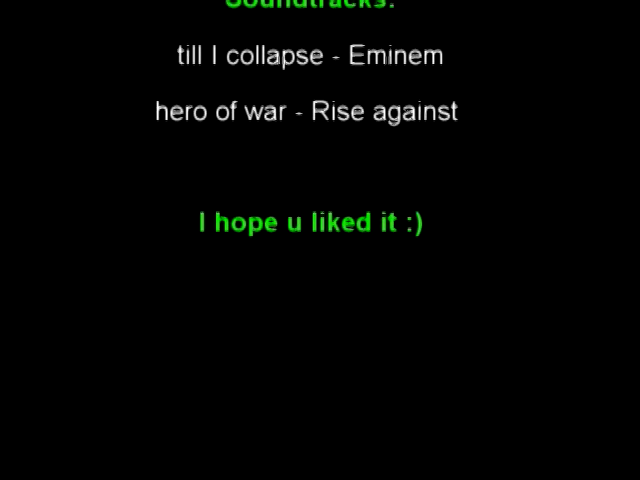 Soundtracks:
till I collapse - Eminem
hero of war - Rise against
I hope u liked it :)